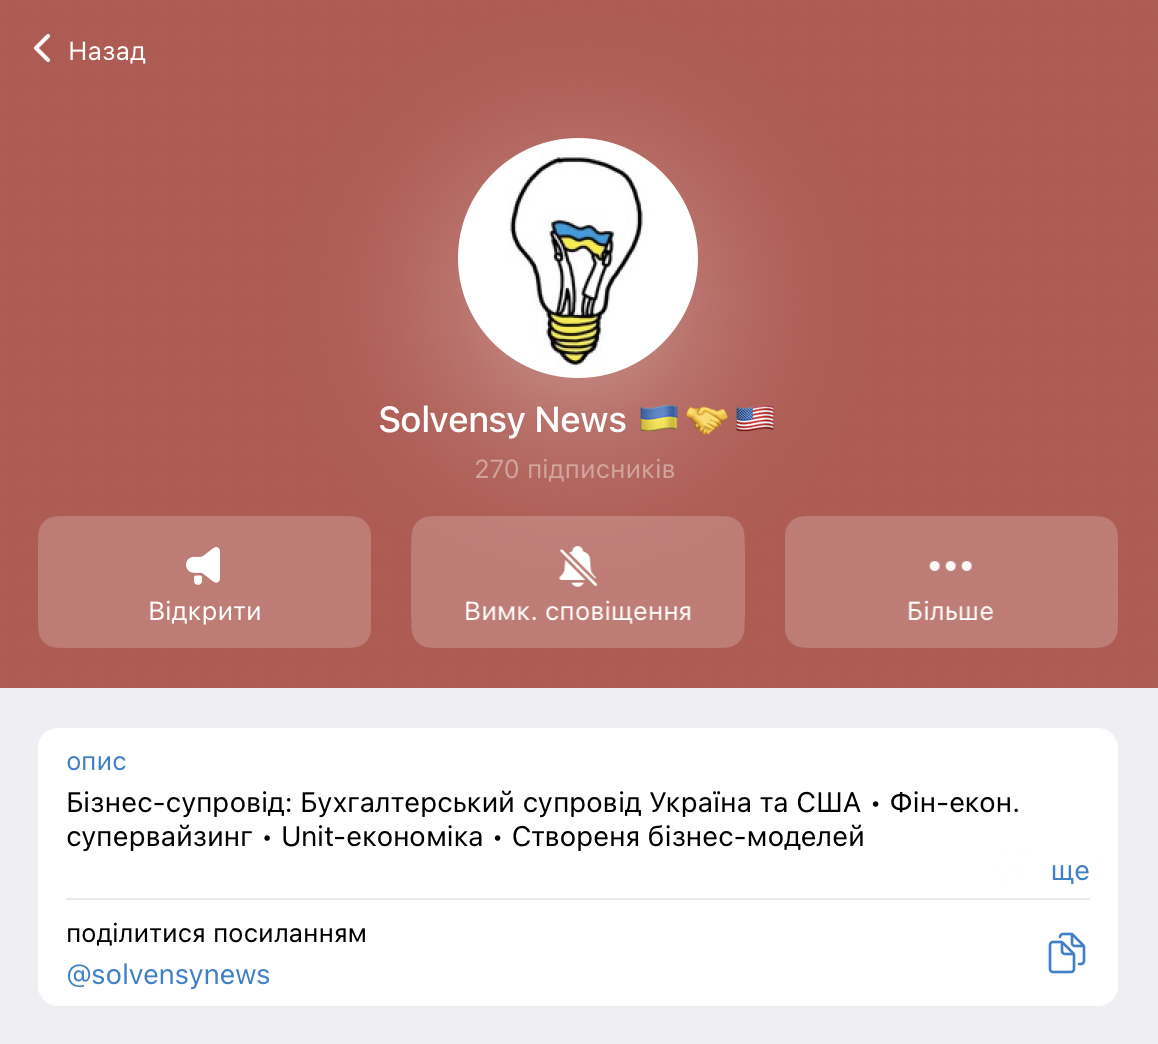 Назад
Solvensy News 🇺🇦🤝🇺🇸
270 підписників
Відкрити
Вимк. сповіщення
Більше
опис
Бізнес-супровід: Бухгалтерський супровід Україна та США • Фін-екон.
супервайзинг • Unit-економіка • Створеня бізнес-моделей
ще
поділитися посиланням
@solvensynews